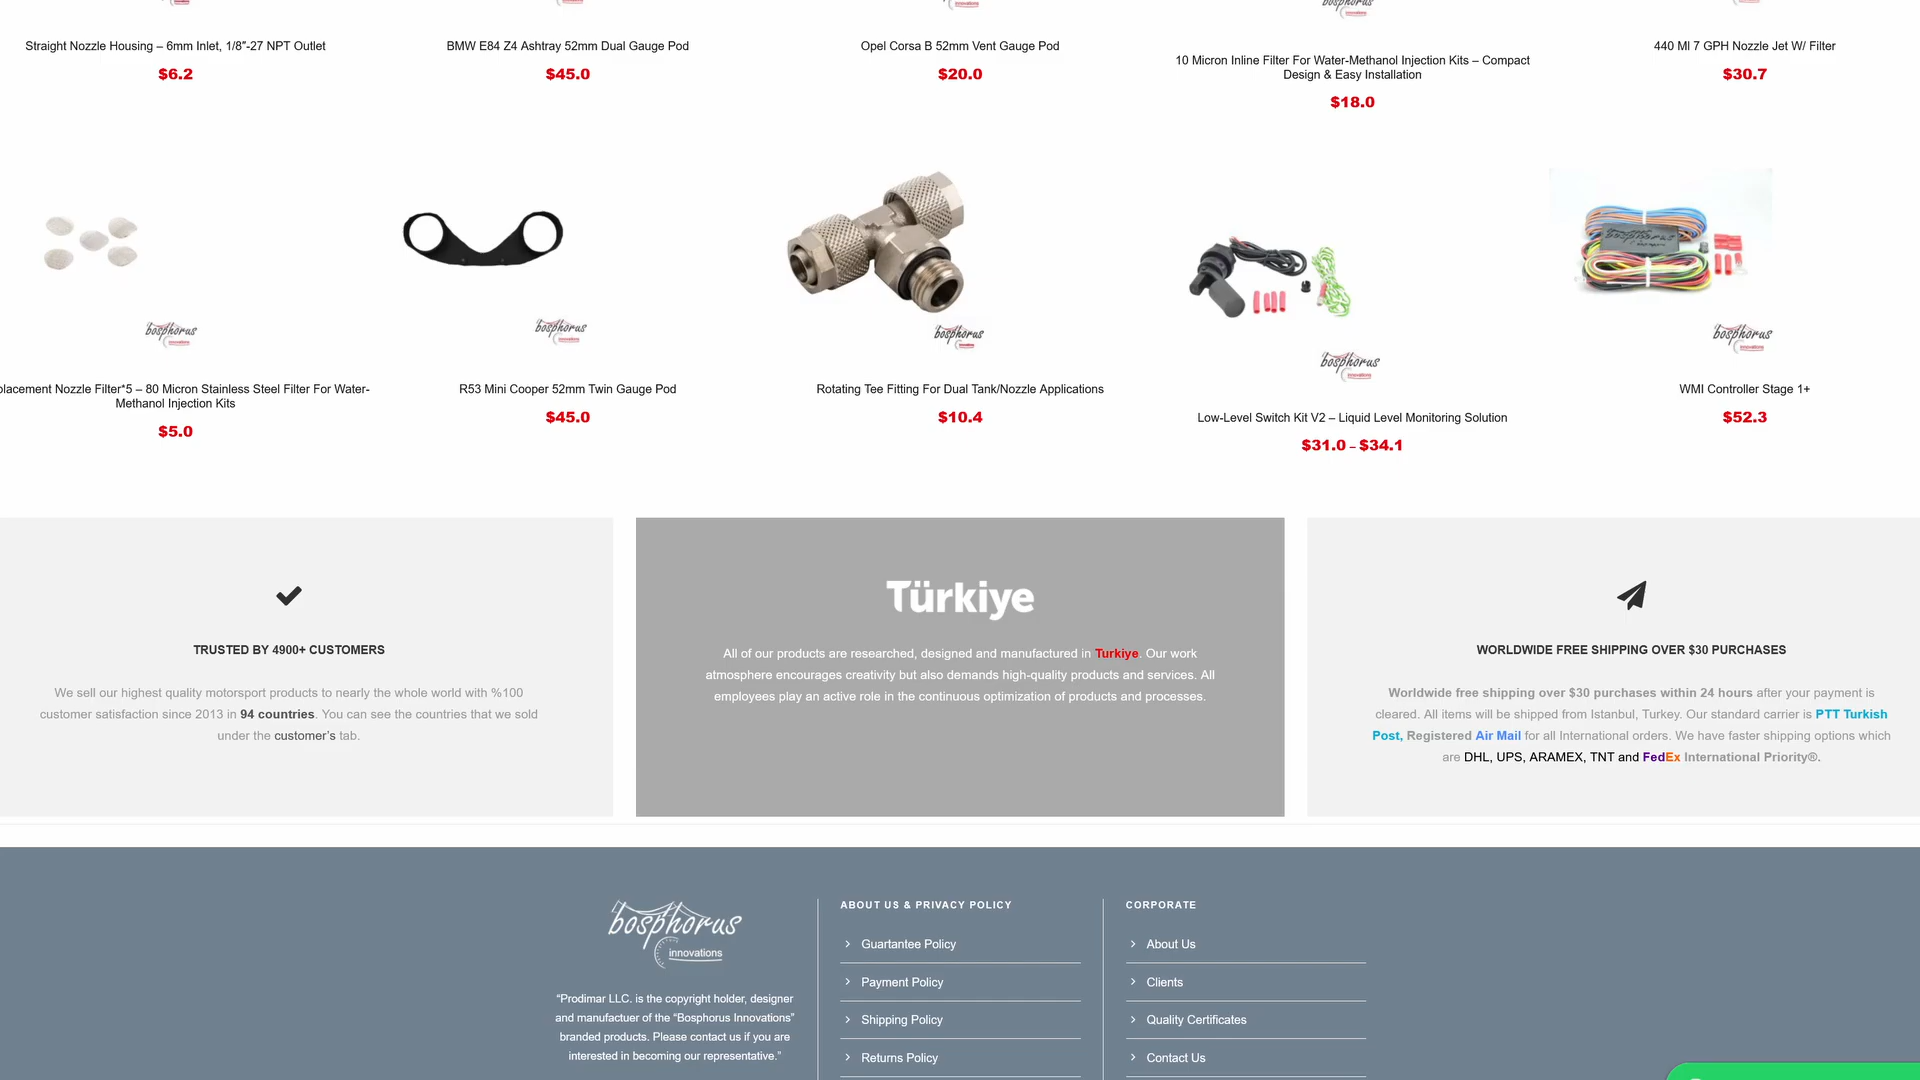 Straight Nozzle Housing – 6mm Inlet, 1/8″-27 NPT Outlet
$6.2
BMW E84 Z4 Ashtray 52mm Dual Gauge Pod
$45.0
Opel Corsa B 52mm Vent Gauge Pod
$20.0
10 Micron Inline Filter For Water-Methanol Injection Kits – Compact
Design & Easy Installation
$18.0
440 Ml 7 GPH Nozzle Jet W/ Filter
$30.7
bosphorus
innovations
placement Nozzle Filter*5 – 80 Micron Stainless Steel Filter For Water-
Methanol Injection Kits
$5.0
bosphorus
innovations
R53 Mini Cooper 52mm Twin Gauge Pod
$45.0
bosphorus
innovations
Rotating Tee Fitting For Dual Tank/Nozzle Applications
$10.4
bosphorus
innovations
Low-Level Switch Kit V2 – Liquid Level Monitoring Solution
$31.0 – $34.1
bosphorus
bosphorus
innovations
WMI Controller Stage 1+
$52.3
TRUSTED BY 4900+ CUSTOMERS
We sell our highest quality motorsport products to nearly the whole world with %100
customer satisfaction since 2013 in 94 countries. You can see the countries that we sold
under the customer’s tab.
Türkiye
All of our products are researched, designed and manufactured in Turkiye. Our work
atmosphere encourages creativity but also demands high-quality products and services. All
employees play an active role in the continuous optimization of products and processes.
WORLDWIDE FREE SHIPPING OVER $30 PURCHASES
Worldwide free shipping over $30 purchases within 24 hours after your payment is
cleared. All items will be shipped from Istanbul, Turkey. Our standard carrier is PTT Turkish
Post, Registered Air Mail for all International orders. We have faster shipping options which
are DHL, UPS, ARAMEX, TNT and FedEx International Priority®.
bosphorus
innovations
“Prodimar LLC. is the copyright holder, designer
and manufactuer of the “Bosphorus Innovations”
branded products. Please contact us if you are
interested in becoming our representative.”
ABOUT US & PRIVACY POLICY
Guartantee Policy
Payment Policy
Shipping Policy
Returns Policy
CORPORATE
About Us
Clients
Quality Certificates
Contact Us